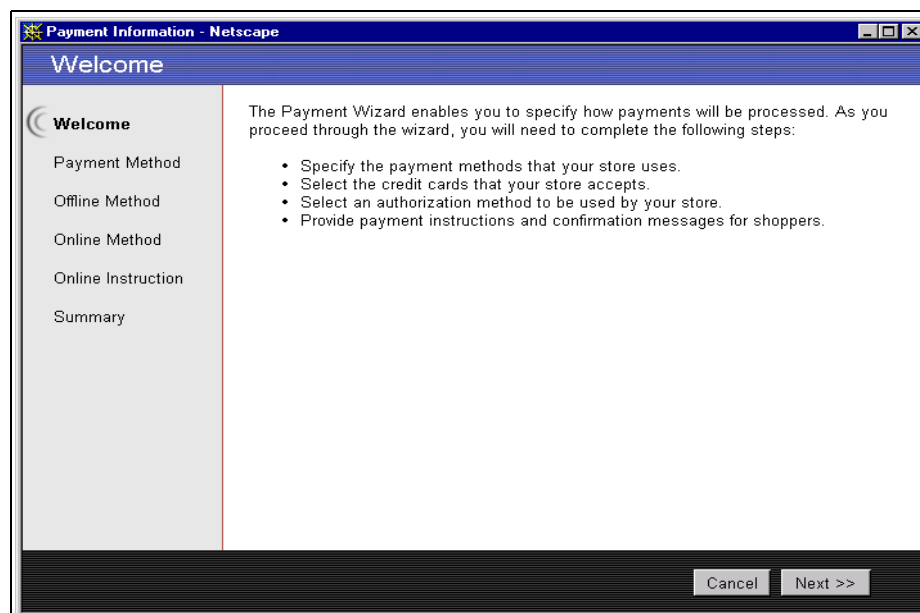 Payment Information - Netscape
Welcome
Welcome
Payment Method
Offline Method
Online Method
Online Instruction
Summary
The Payment Wizard enables you to specify how payments will be processed. As you
proceed through the wizard, you will need to complete the following steps:
• Specify the payment methods that your store uses.
• Select the credit cards that your store accepts.
• Select an authorization method to be used by your store.
• Provide payment instructions and confirmation messages for shoppers.
Cancel
Next >>